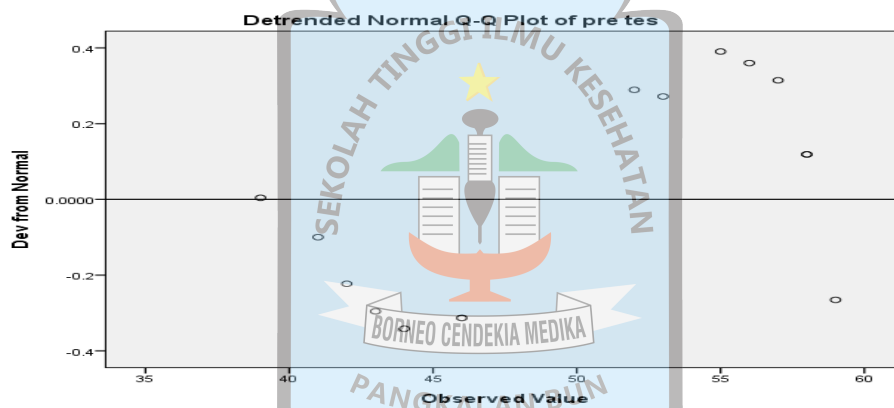 Detrended Normal Q-Q Plot of pre tes
SEKOLAH TINGGI ILMU KESEHATAN
Dev from Normal
0.4
0.2
0.0000
-0.2
-0.4
BORNEO CENDEKIA MEDIKA
35 40 45 50 55 60
PANGKALAN BUN
Observed Value